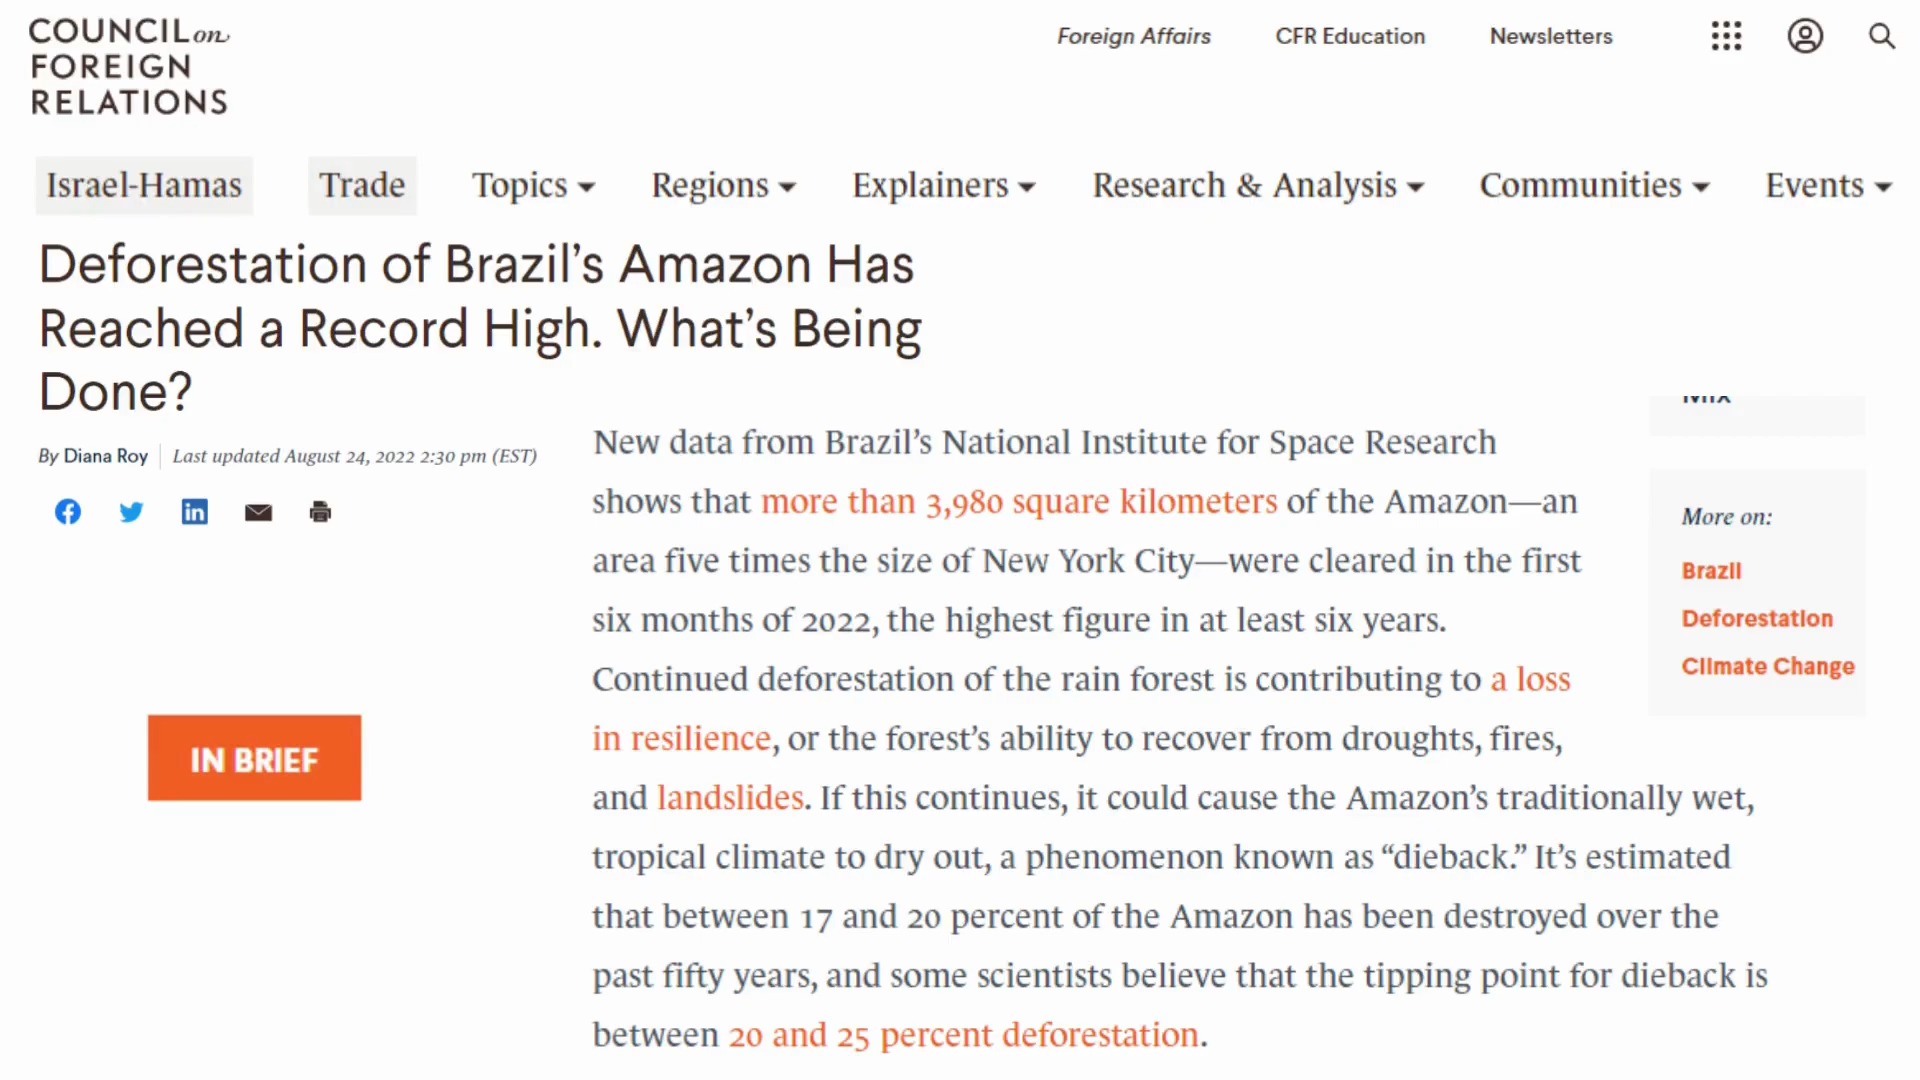 COUNCIL on
FOREIGN
RELATIONS
Foreign Affairs
CFR Education
Newsletters
Israel-Hamas
Trade
Topics
Regions
Explainers
Research & Analysis
Communities
Events
Deforestation of Brazil’s Amazon Has
Reached a Record High. What’s Being
Done?
By Diana Roy
Last updated August 24, 2022 2:30 pm (EST)
IN BRIEF
New data from Brazil’s National Institute for Space Research
shows that more than 3,980 square kilometers of the Amazon—an
area five times the size of New York City—were cleared in the first
six months of 2022, the highest figure in at least six years.
Continued deforestation of the rain forest is contributing to a loss
in resilience, or the forest’s ability to recover from droughts, fires,
and landslides. If this continues, it could cause the Amazon’s traditionally wet,
tropical climate to dry out, a phenomenon known as “dieback.” It’s estimated
that between 17 and 20 percent of the Amazon has been destroyed over the
past fifty years, and some scientists believe that the tipping point for dieback is
between 20 and 25 percent deforestation.
More on:
Brazil
Deforestation
Climate Change